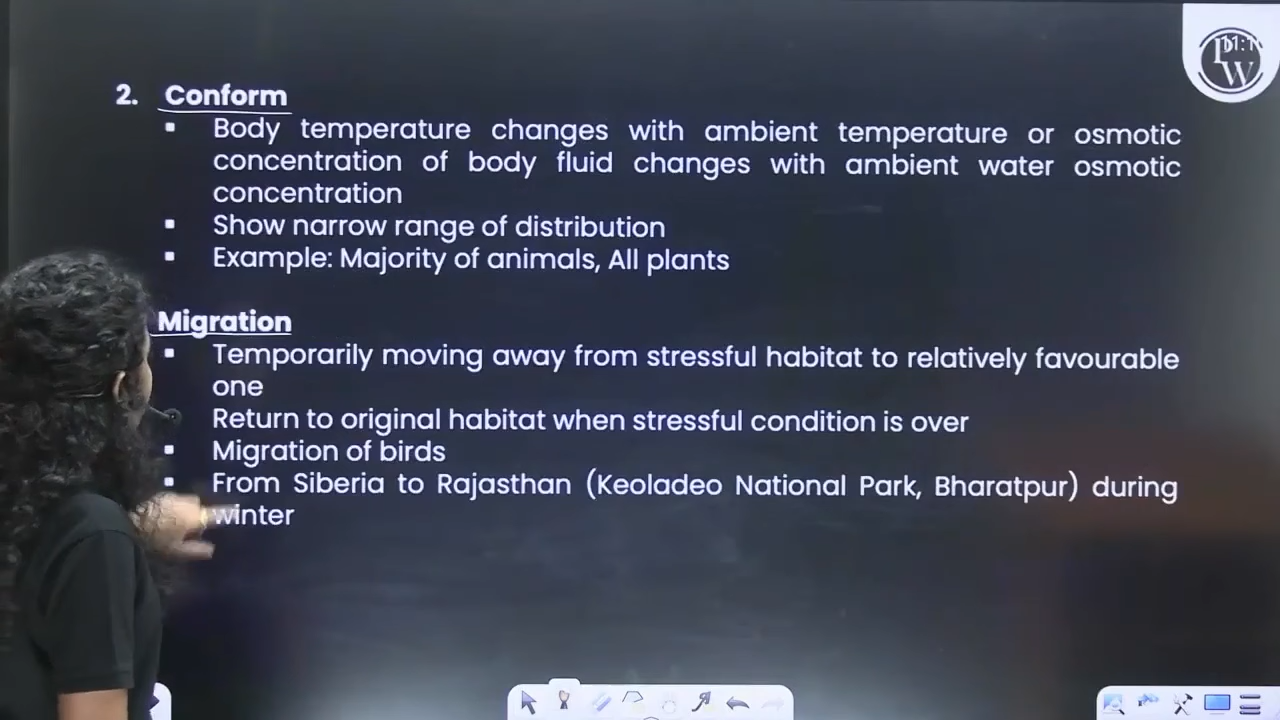 2. Conform
▪ Body temperature changes with ambient temperature or osmotic
concentration of body fluid changes with ambient water osmotic
concentration
▪ Show narrow range of distribution
▪ Example: Majority of animals, All plants
Migration
▪ Temporarily moving away from stressful habitat to relatively favourable
one
Return to original habitat when stressful condition is over
▪ Migration of birds
▪ From Siberia to Rajasthan (Keoladeo National Park, Bharatpur) during
winter
PW